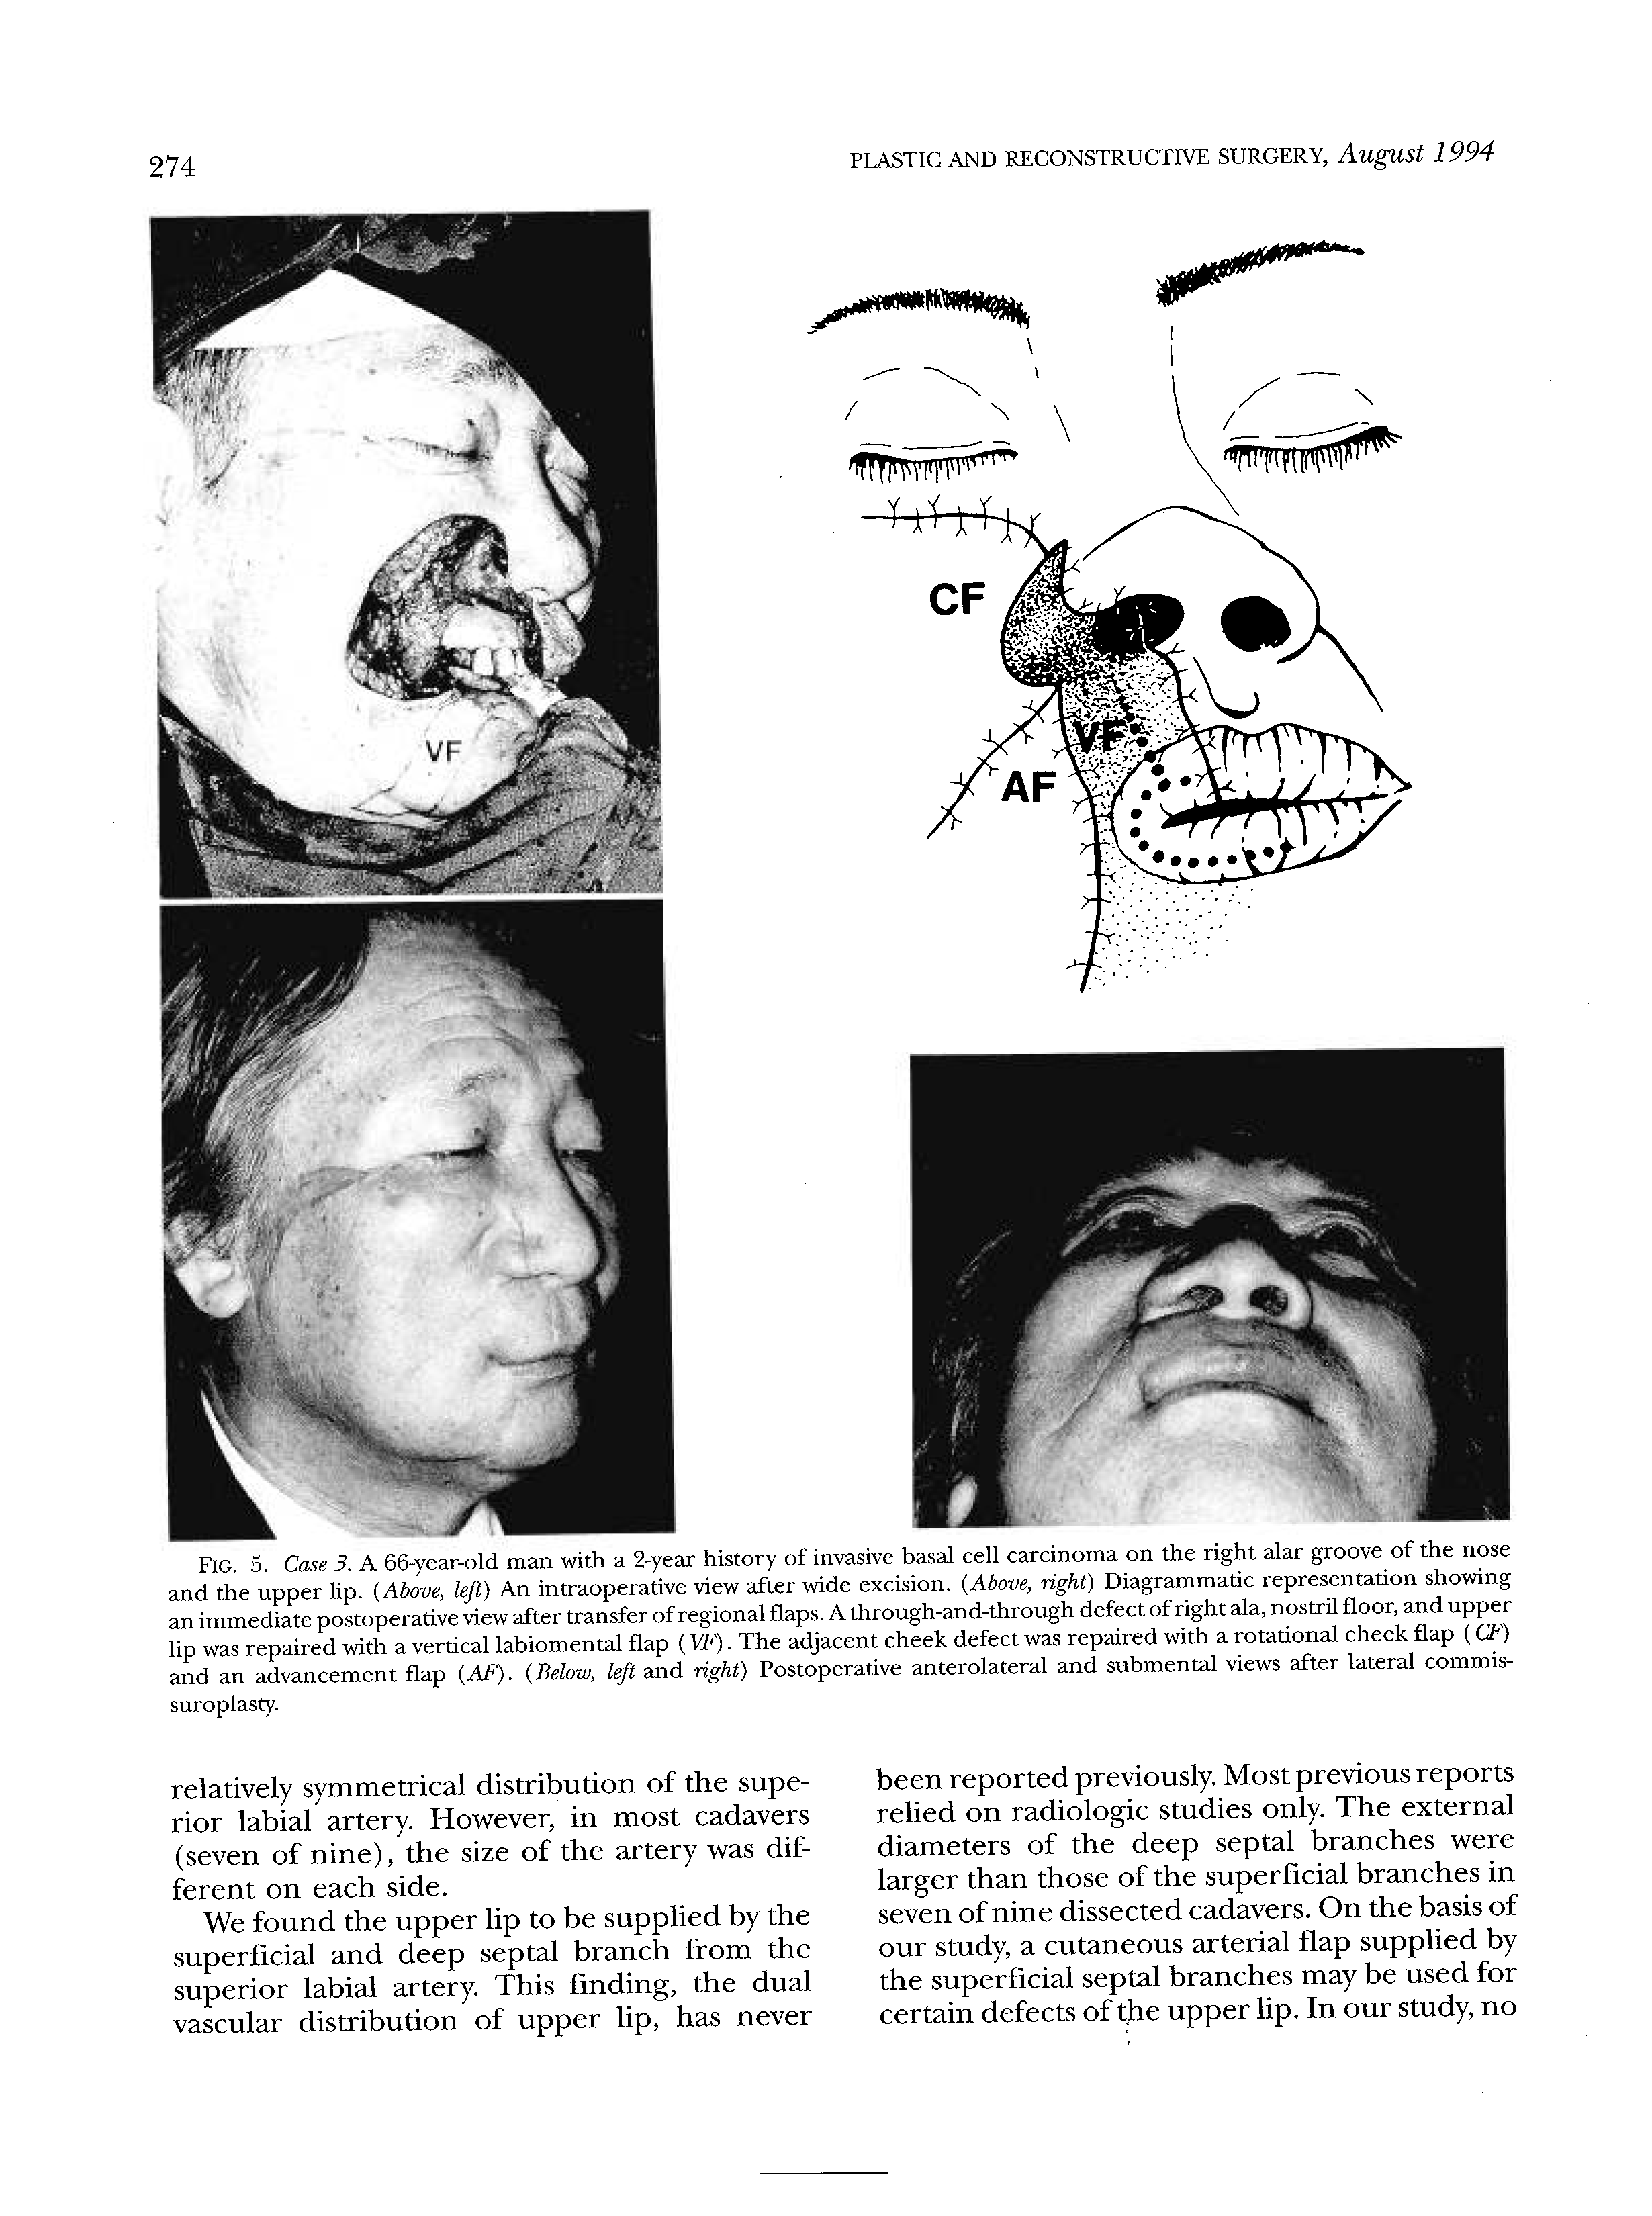 274
PLASTIC AND RECONSTRUCTIVE SURGERY, August 1994
VF
CF
VF
AF
FIG. 5. Case 3. A 66-year-old man with a 2-year history of invasive basal cell carcinoma on the right alar groove of the nose
and the upper lip. (Above, left) An intraoperative view after wide excision. (Above, right) Diagrammatic representation showing
an immediate postoperative view after transfer of regional flaps. A through-and-through defect of right ala, nostril floor, and upper
lip was repaired with a vertical labiomental flap (VF). The adjacent cheek defect was repaired with a rotational cheek flap (CF)
and an advancement flap (AF). (Below, left and right) Postoperative anterolateral and submental views after lateral commis-
suroplasty.
relatively symmetrical distribution of the supe-
rior labial artery. However, in most cadavers
(seven of nine), the size of the artery was dif-
ferent on each side.
We found the upper lip to be supplied by the
superficial and deep septal branch from the
superior labial artery. This finding, the dual
vascular distribution of upper lip, has never
been reported previously. Most previous reports
relied on radiologic studies only. The external
diameters of the deep septal branches were
larger than those of the superficial branches in
seven of nine dissected cadavers. On the basis of
our study, a cutaneous arterial flap supplied by
the superficial septal branches may be used for
certain defects of the upper lip. In our study, no